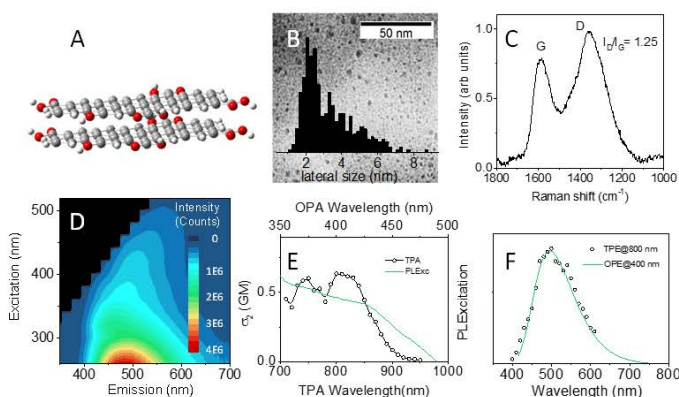 A
B
50 nm
2 4 6 8
lateral size (nm)
C
G
D
I_D/I_G= 1.25
Intensity (arb units)
1.0
0.5
0.0
1800 1600 1400 1200 1000
Raman shift (cm⁻¹)
D
Intensity
(Counts)
0
1E6
2E6
3E6
4E6
Excitation (nm)
500
400
300
400 500 600 700
Emission (nm)
OPA Wavelength (nm)
350 400 450 500
E
TPA
PLExc
σ₂ (GM)
0.5
0.0
700 800 900 1000
TPA Wavelength(nm)
F
TPE@800 nm
OPE@400 nm
PLExcitation
400 500 600 700 800
Wavelength (nm)